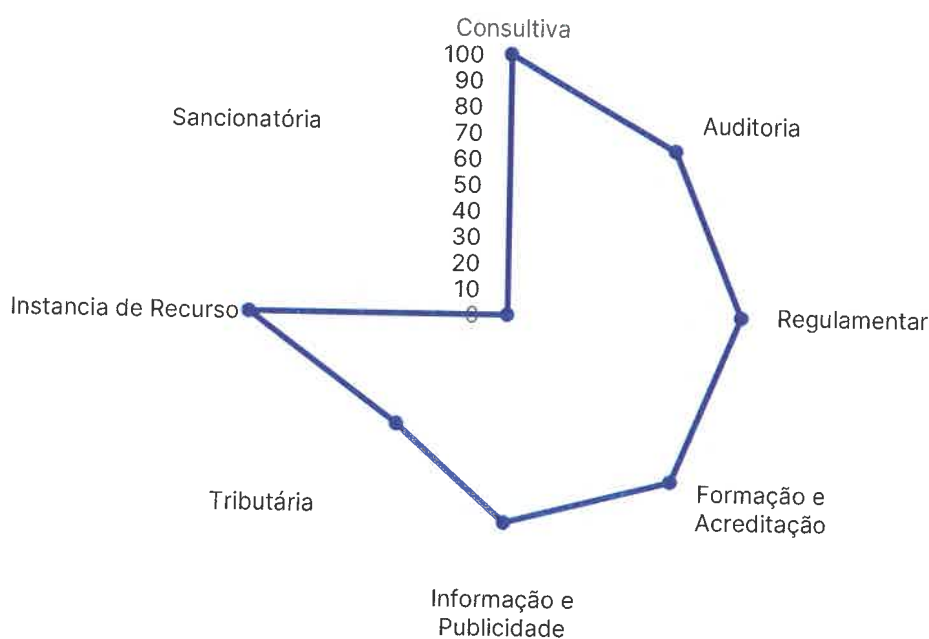 Consultiva
100
90
80
70
60
50
40
30
20
10
0
Sancionatória
Auditoria
Instancia de Recurso
Regulamentar
Tributária
Formação e
Acreditação
Informação e
Publicidade